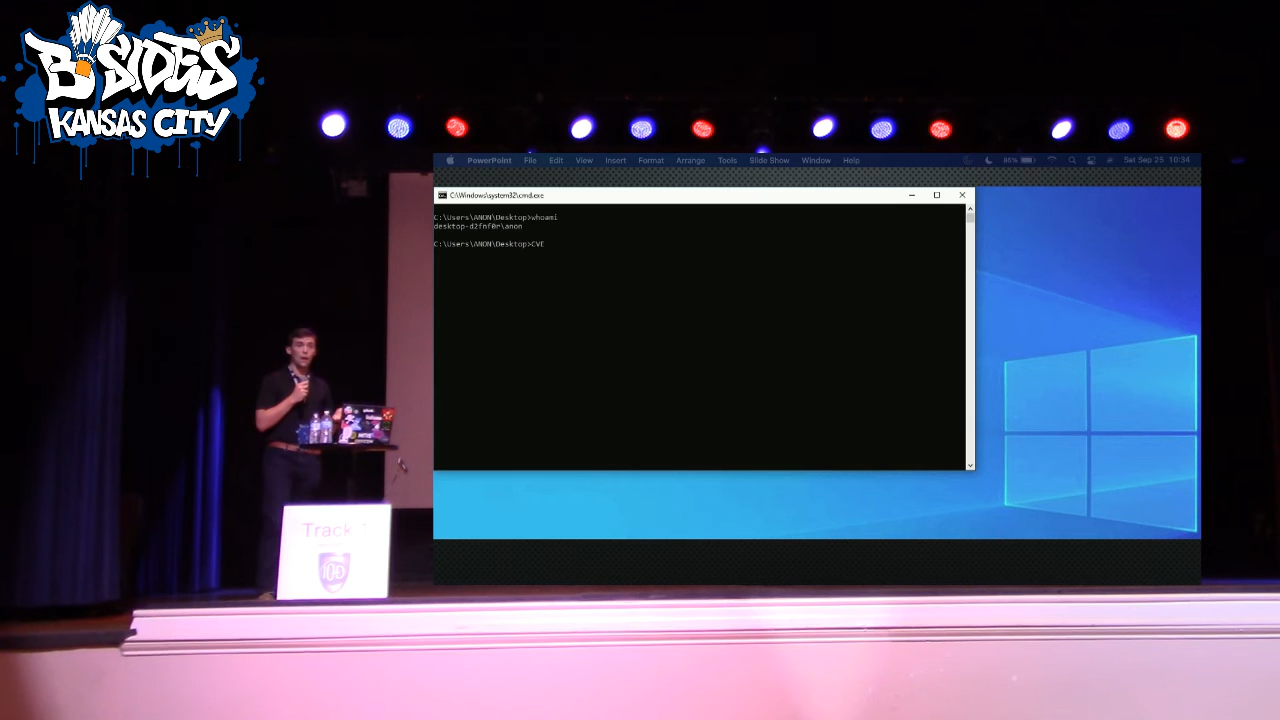 B-SIDES
KANSAS CITY
PowerPoint File Edit View Insert Format Arrange Tools Slide Show Window Help 86% Sat Sep 25 10:34
C:\Windows\system32\cmd.exe
C:\Users\ANON\Desktop>whoami
desktop-d2fnf0r\anon
C:\Users\ANON\Desktop>CVE
Track